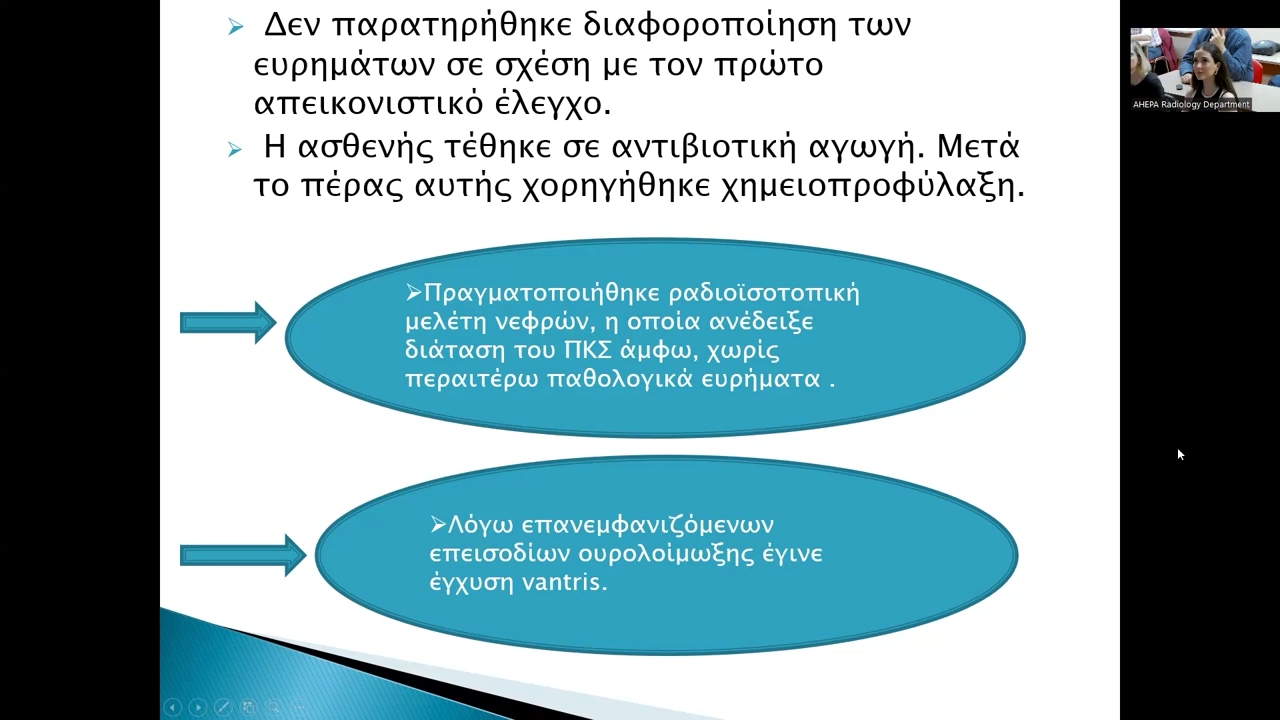 ➢ Δεν παρατηρήθηκε διαφοροποίηση των
ευρημάτων σε σχέση με τον πρώτο
απεικονιστικό έλεγχο.
➢ Η ασθενής τέθηκε σε αντιβιοτική αγωγή. Μετά
το πέρας αυτής χορηγήθηκε χημειοπροφύλαξη.
➢Πραγματοποιήθηκε ραδιοϊσοτοπική
μελέτη νεφρών, η οποία ανέδειξε
διάταση του ΠΚΣ άμφω, χωρίς
περαιτέρω παθολογικά ευρήματα .
➢Λόγω επανεμφανιζόμενων
επεισοδίων ουρολοίμωξης έγινε
έγχυση vantris.
AHEPA Radiology Department